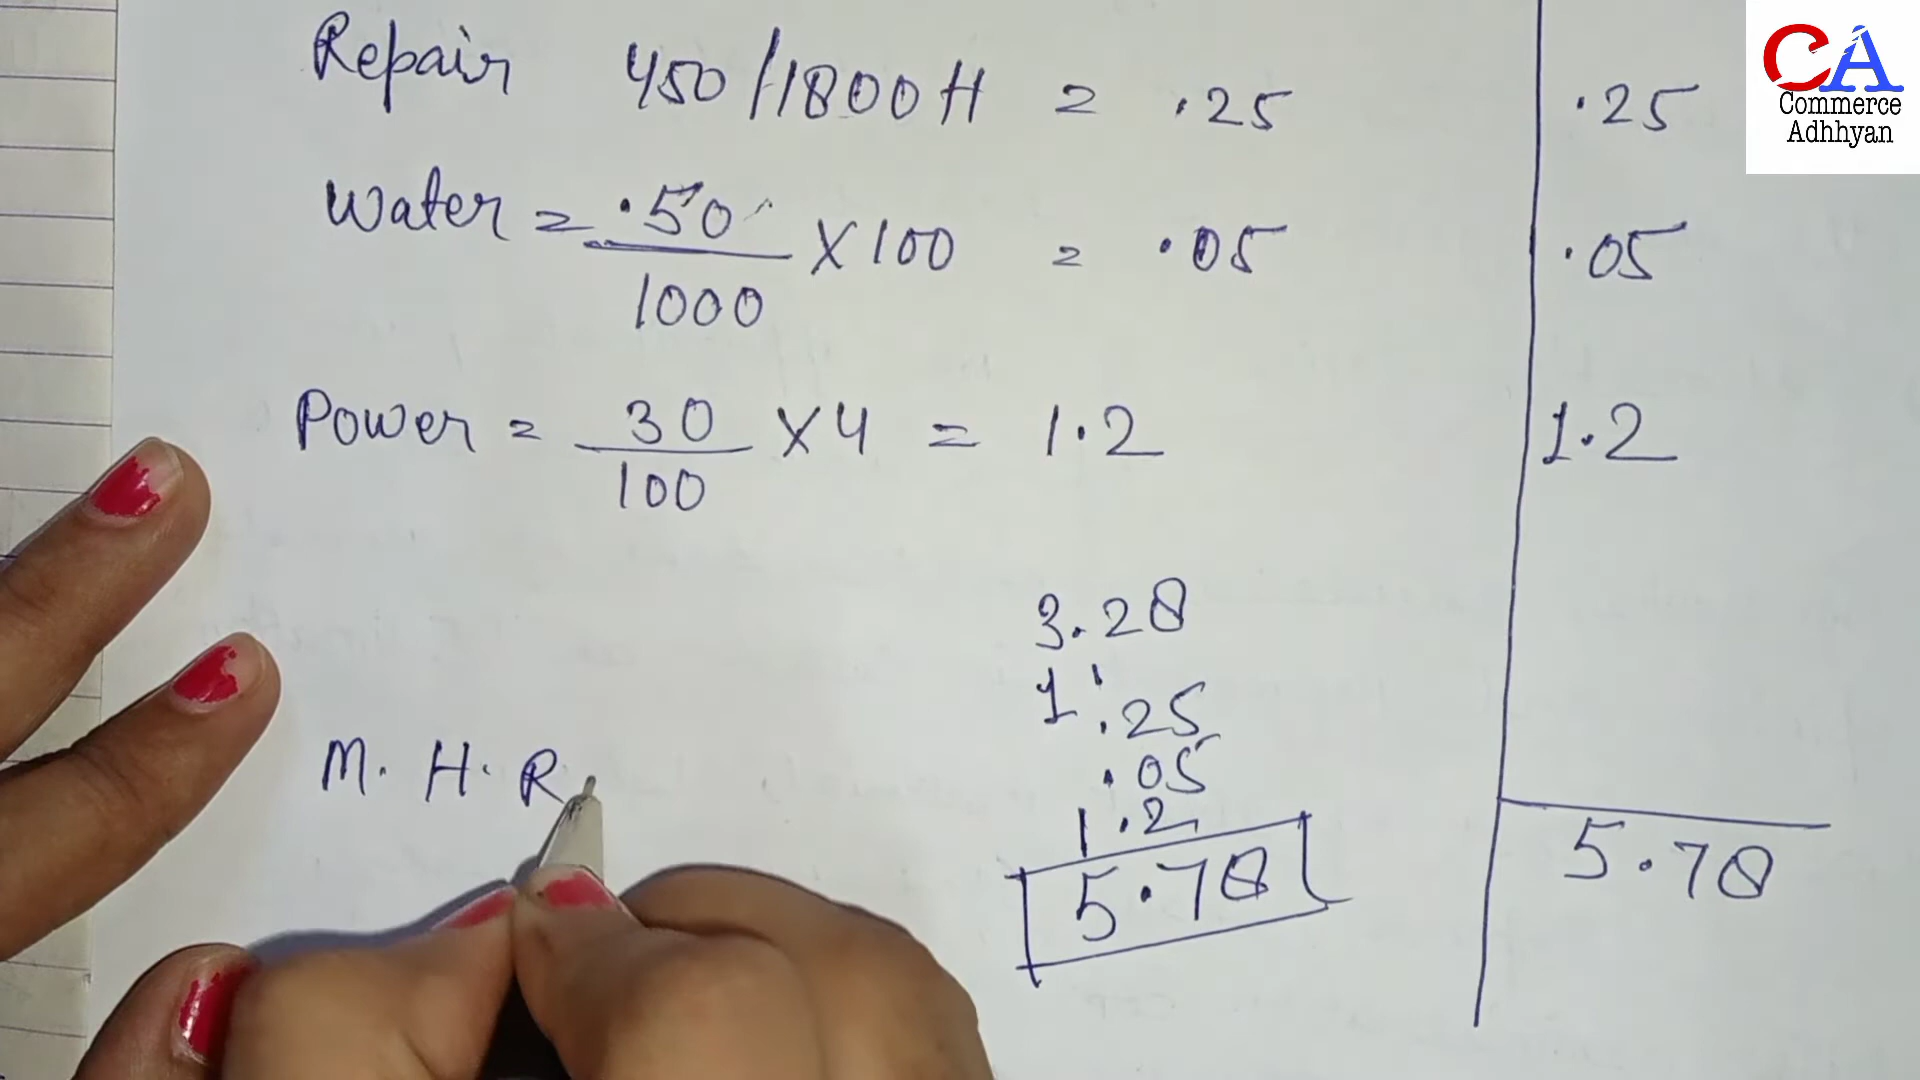 Repair 450/1800H = .25 .25
Water = .50/1000 X 100 = .05 .05
Power = 30/100 X 4 = 1.2 1.2
3.28
1
.25
.05
1.2
5.78 5.78
M. H. R
CA
Commerce
Adhhyan